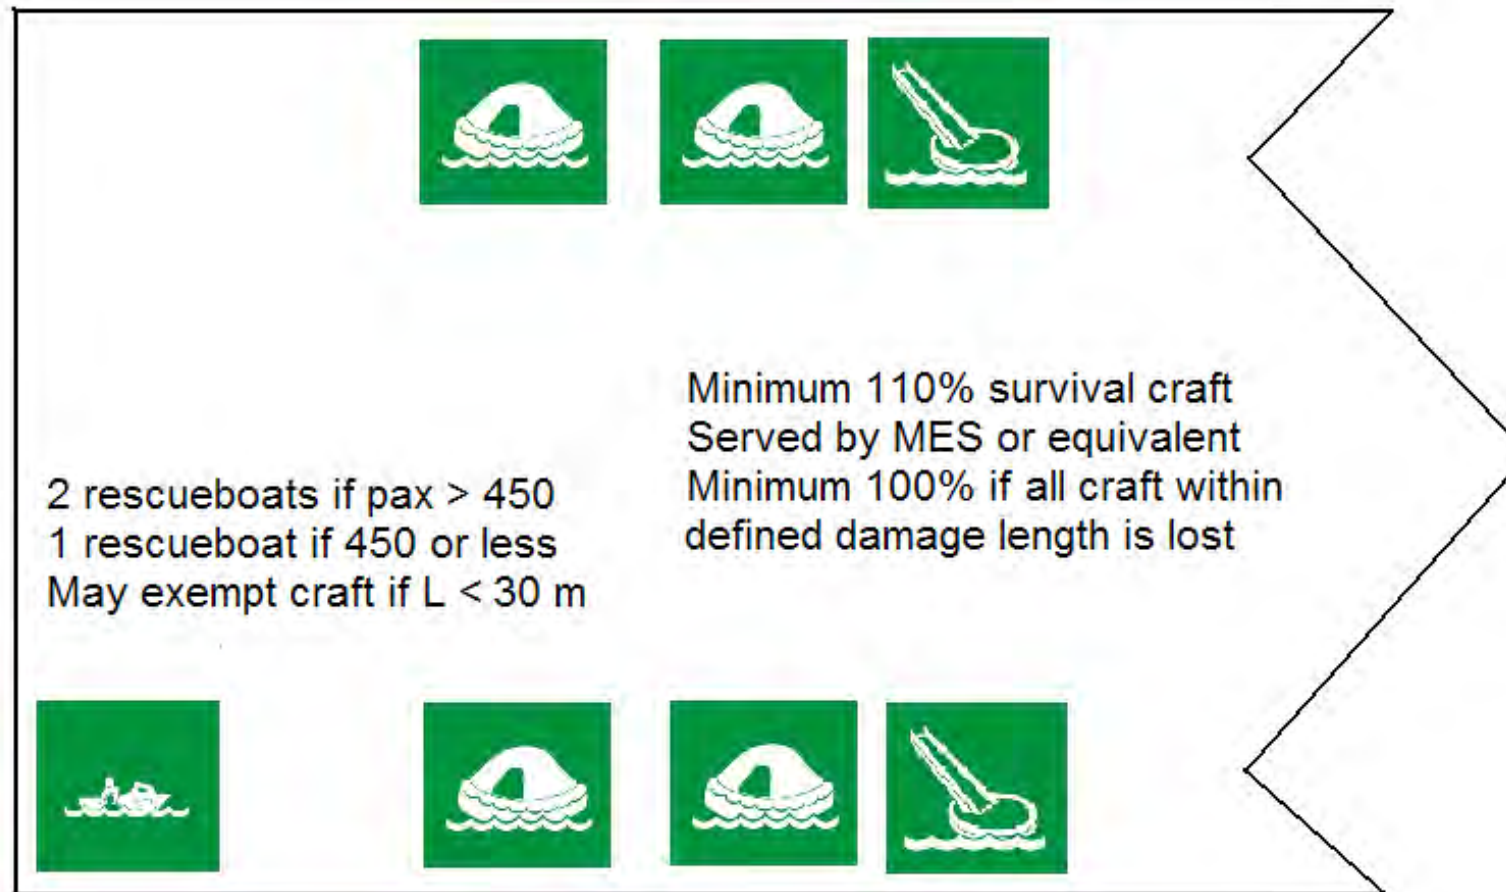 Minimum 110% survival craft
Served by MES or equivalent
Minimum 100% if all craft within
defined damage length is lost
2 rescueboats if pax > 450
1 rescueboat if 450 or less
May exempt craft if L < 30 m